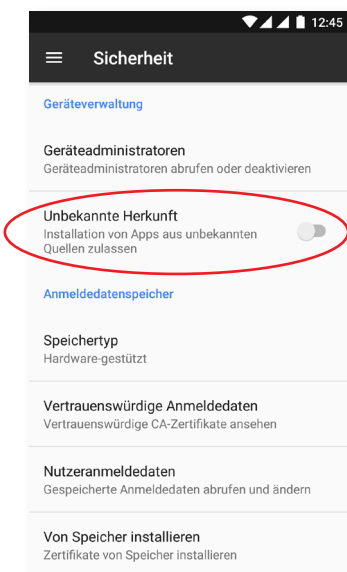 12:45
Sicherheit
Geräteverwaltung
Geräteadministratoren
Geräteadministratoren abrufen oder deaktivieren
Unbekannte Herkunft
Installation von Apps aus unbekannten
Quellen zulassen
Anmeldedatenspeicher
Speichertyp
Hardware-gestützt
Vertrauenswürdige Anmeldedaten
Vertrauenswürdige CA-Zertifikate ansehen
Nutzeranmeldedaten
Gespeicherte Anmeldedaten abrufen und ändern
Von Speicher installieren
Zertifikate von Speicher installieren